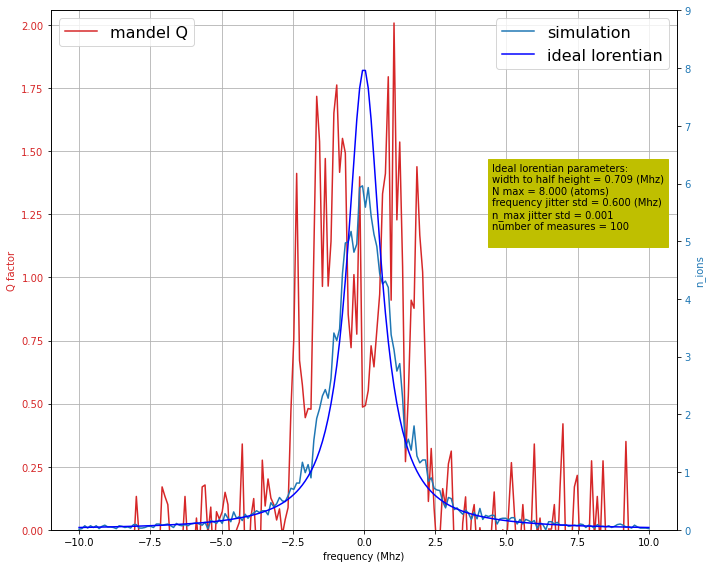 mandel Q
simulation
ideal lorentian
Ideal lorentian parameters:
width to half height = 0.709 (Mhz)
N max = 8.000 (atoms)
frequency jitter std = 0.600 (Mhz)
n_max jitter std = 0.001
number of measures = 100
Q factor
2.00
1.75
1.50
1.25
1.00
0.75
0.50
0.25
0.00
9
8
7
6
5
4
3
2
1
0
n_ions
−10.0
−7.5
−5.0
−2.5
0.0
2.5
5.0
7.5
10.0
frequency (Mhz)